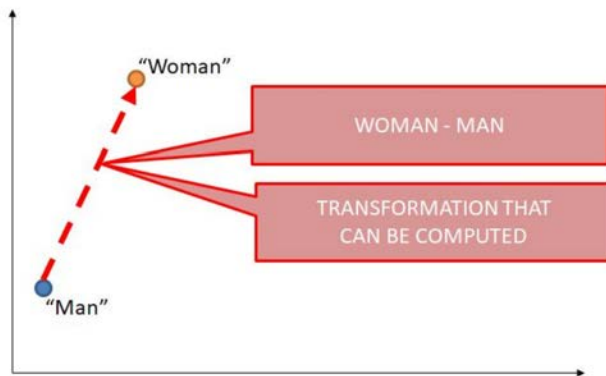 “Woman”
WOMAN - MAN
TRANSFORMATION THAT
CAN BE COMPUTED
“Man”